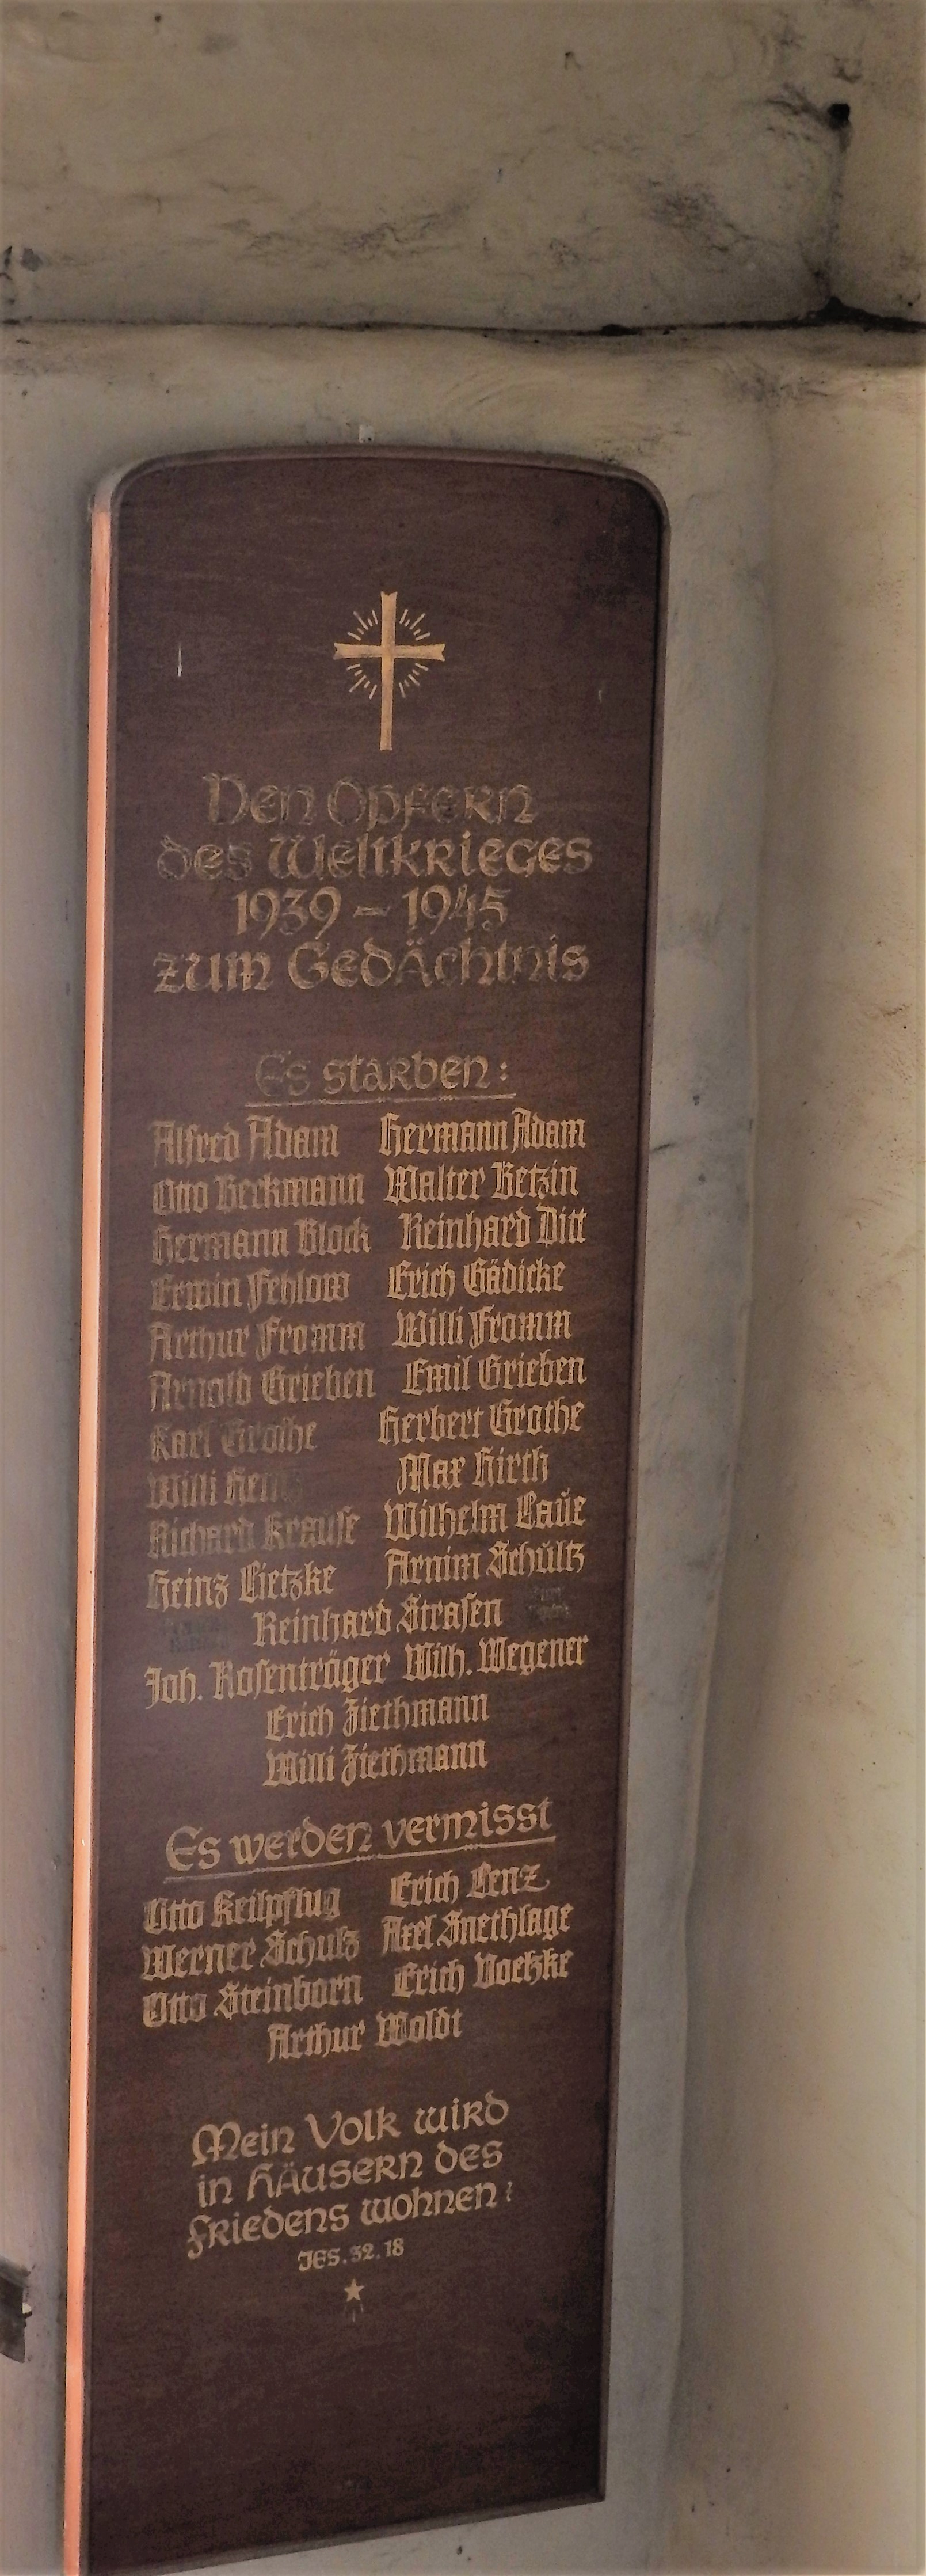 Den Opfern
des Weltkrieges
1939 – 1945
zum Gedächtnis
Es starben:
Alfred Adam Hermann Adam
Otto Beckmann Walter Betzin
Hermann Block Reinhard Ditt
Erwin Fehlow Erich Gädicke
Arthur Fromm Willi Fromm
Arnold Grieben Emil Grieben
Karl Grothe Herbert Grothe
Willi Max Hirth
Richard Krause Wilhelm Laue
Heinz Lietzke Arnim Schultz
Reinhard Strasen
Joh. Rosenträger Wilh. Wegener
Erich Ziethmann
Willi Ziethmann
Es werden vermisst
Otto Keilpflug Erich Lenz
Werner Schulz Axel Snethlage
Otto Steinborn Erich Voetzke
Arthur Woldt
Mein Volk wird
in Häusern des
Friedens wohnen!
Jes. 32. 18